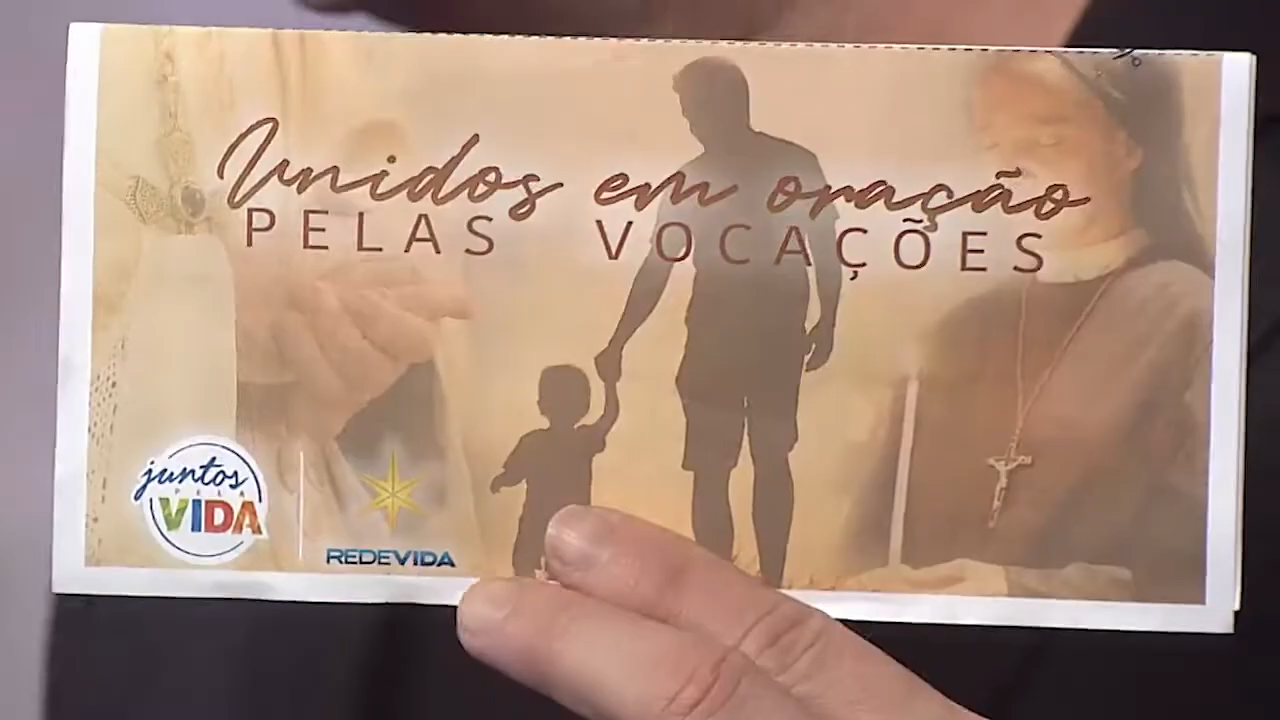 Unidos em oração
PELAS VOCAÇÕES
juntos
PELA
VIDA
REDEVIDA